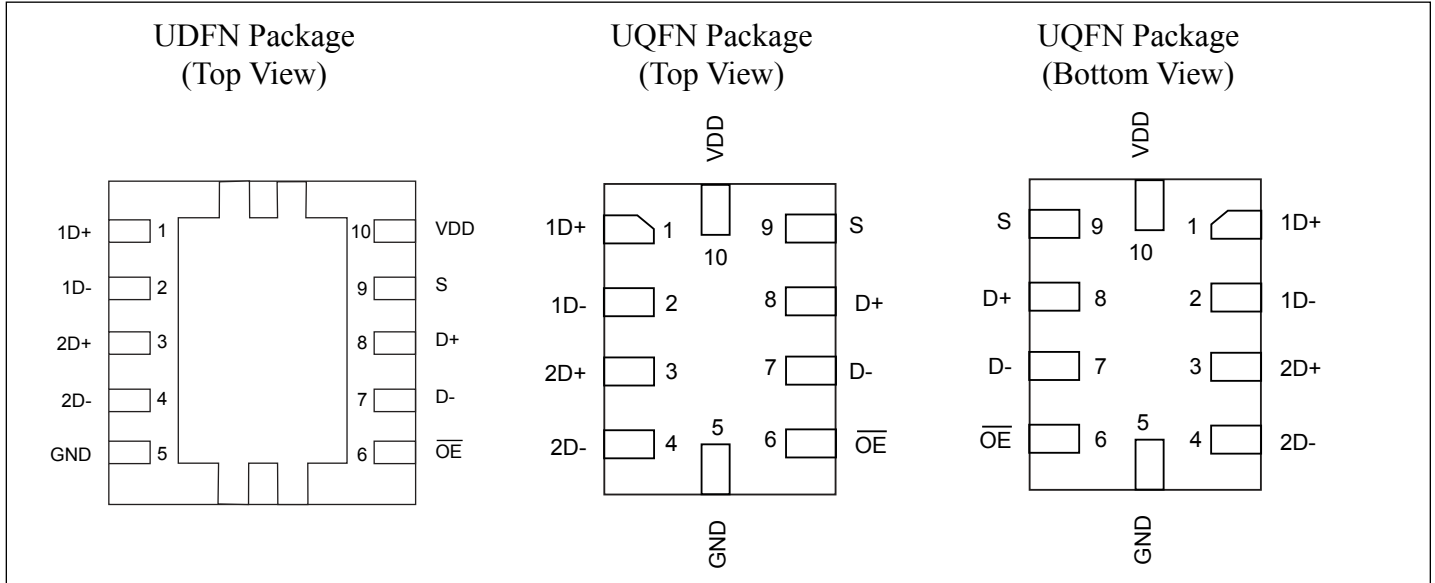 UDFN Package
(Top View)
1D+ 1 10 VDD
1D- 2 9 S
2D+ 3 8 D+
2D- 4 7 D-
GND 5 6 O̅E̅
UQFN Package
(Top View)
VDD
1D+ 1 9 S
10
1D- 2 8 D+
2D+ 3 7 D-
5
2D- 4 6 O̅E̅
GND
UQFN Package
(Bottom View)
VDD
S 9 1 1D+
10
D+ 8 2 1D-
D- 7 3 2D+
5
O̅E̅ 6 4 2D-
GND